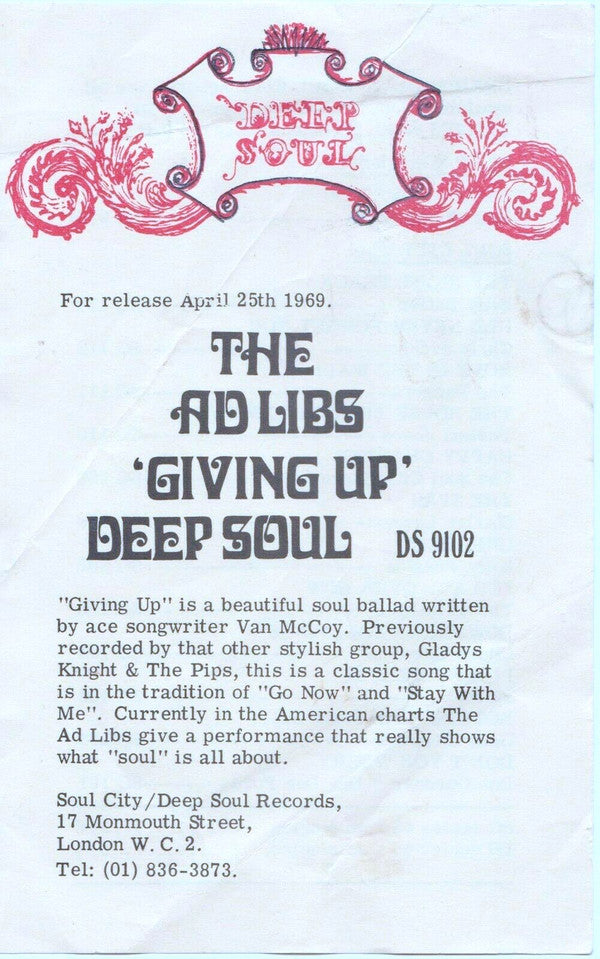 DEEP
SOUL
For release April 25th 1969.
THE
AD LIBS
'GIVING UP'
DEEP SOUL DS 9102
"Giving Up" is a beautiful soul ballad written
by ace songwriter Van McCoy. Previously
recorded by that other stylish group, Gladys
Knight & The Pips, this is a classic song that
is in the tradition of "Go Now" and "Stay With
Me". Currently in the American charts The
Ad Libs give a performance that really shows
what "soul" is all about.
Soul City/Deep Soul Records,
17 Monmouth Street,
London W. C. 2.
Tel: (01) 836-3873.